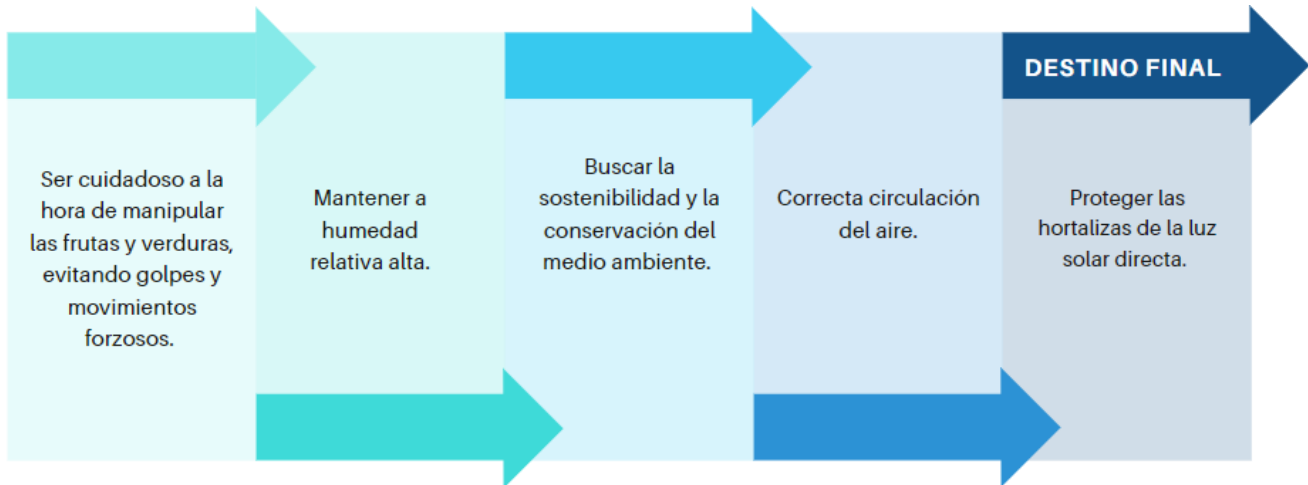 Ser cuidadoso a la
hora de manipular
las frutas y verduras,
evitando golpes y
movimientos
forzosos.
Mantener a
humedad
relativa alta.
Buscar la
sostenibilidad y la
conservación del
medio ambiente.
Correcta circulación
del aire.
DESTINO FINAL
Proteger las
hortalizas de la luz
solar directa.